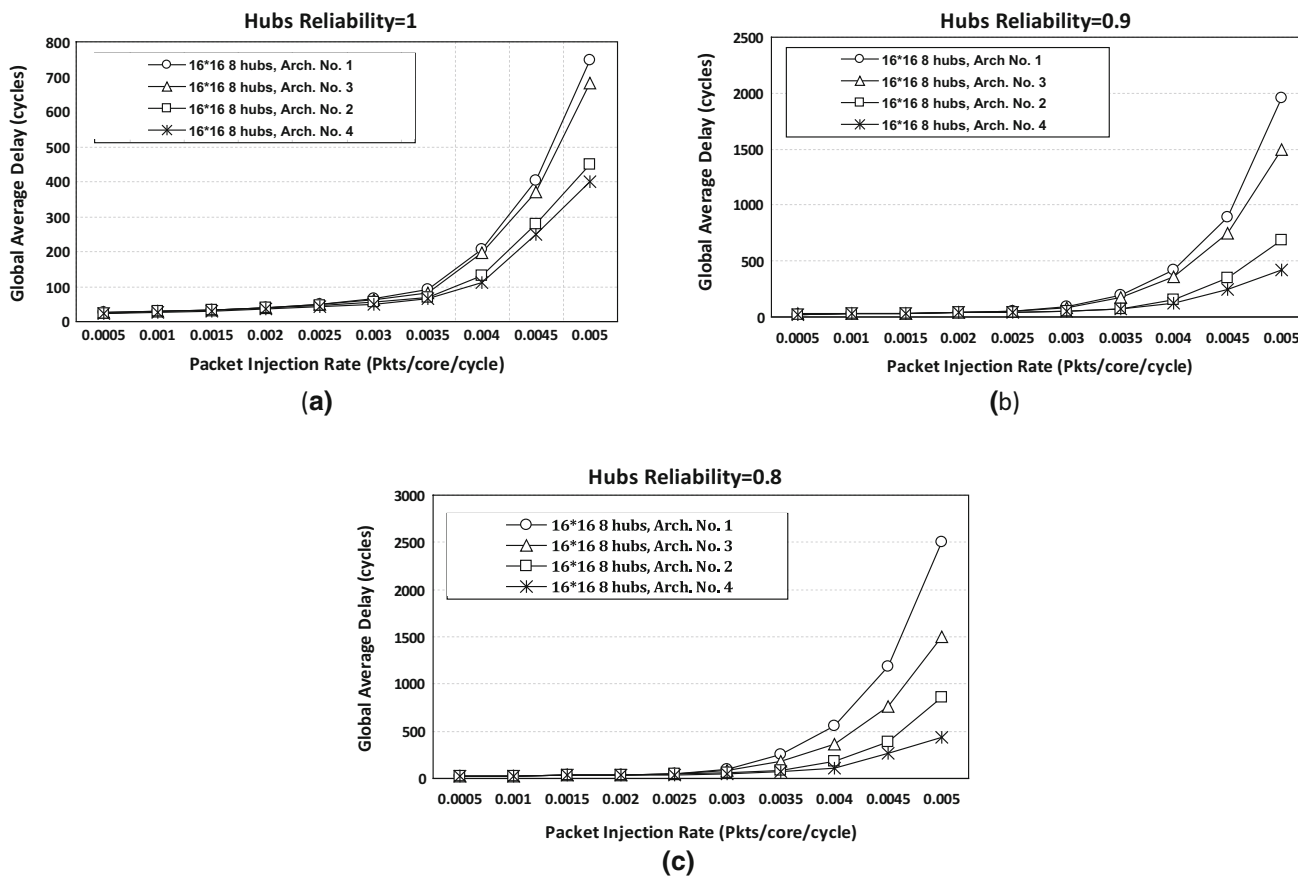 Hubs Reliability=1
800
700
600
500
400
300
200
100
0
Global Average Delay (cycles)
16*16 8 hubs, Arch. No. 1
16*16 8 hubs, Arch. No. 3
16*16 8 hubs, Arch. No. 2
16*16 8 hubs, Arch. No. 4
0.0005 0.001 0.0015 0.002 0.0025 0.003 0.0035 0.004 0.0045 0.005
Packet Injection Rate (Pkts/core/cycle)
(a)
Hubs Reliability=0.9
2500
2000
1500
1000
500
0
Global Average Delay (cycles)
16*16 8 hubs, Arch. No. 1
16*16 8 hubs, Arch. No. 3
16*16 8 hubs, Arch. No. 2
16*16 8 hubs, Arch. No. 4
0.0005 0.001 0.0015 0.002 0.0025 0.003 0.0035 0.004 0.0045 0.005
Packet Injection Rate (Pkts/core/cycle)
(b)
Hubs Reliability=0.8
3000
2500
2000
1500
1000
500
0
Global Average Delay (cycles)
16*16 8 hubs, Arch. No. 1
16*16 8 hubs, Arch. No. 3
16*16 8 hubs, Arch. No. 2
16*16 8 hubs, Arch. No. 4
0.0005 0.001 0.0015 0.002 0.0025 0.003 0.0035 0.004 0.0045 0.005
Packet Injection Rate (Pkts/core/cycle)
(c)